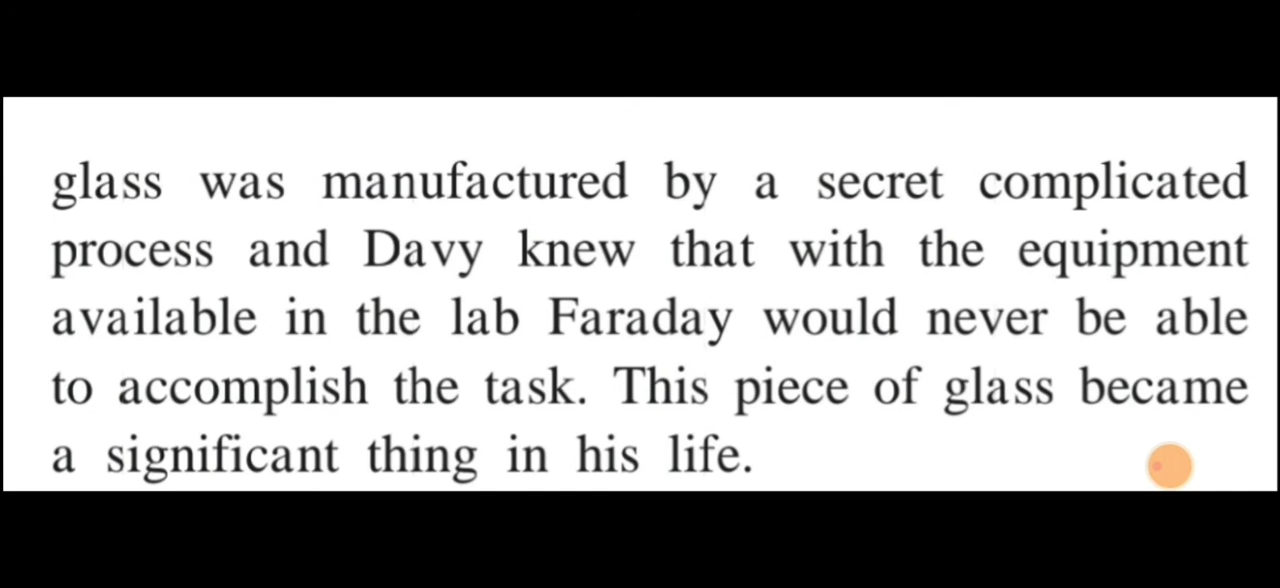 glass was manufactured by a secret complicated
process and Davy knew that with the equipment
available in the lab Faraday would never be able
to accomplish the task. This piece of glass became
a significant thing in his life.